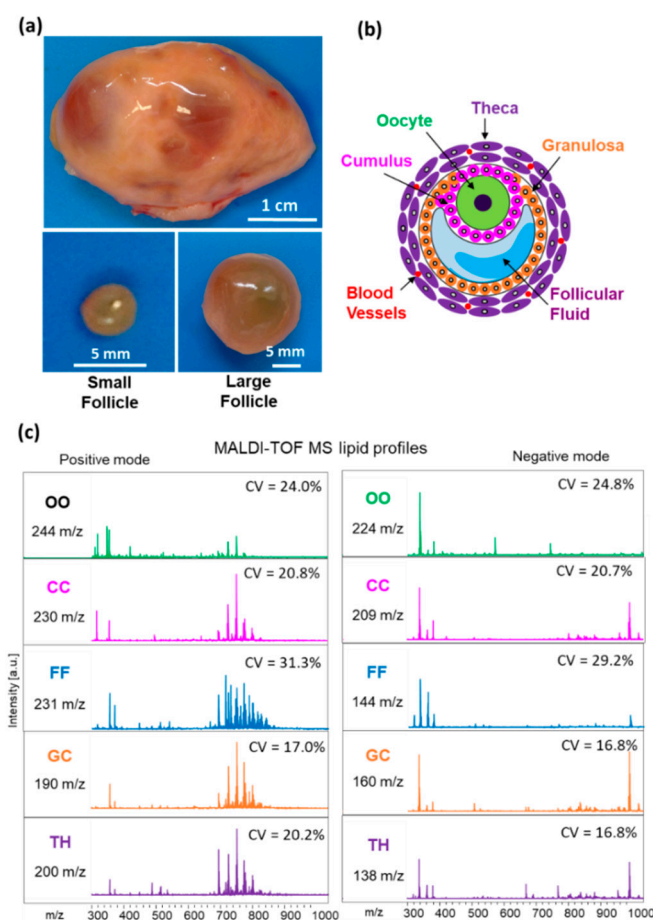 (a)
1 cm
5 mm
5 mm
Small
Follicle
Large
Follicle
(b)
Theca
Oocyte
Granulosa
Cumulus
Blood
Vessels
Follicular
Fluid
(c)
MALDI-TOF MS lipid profiles
Positive mode
Negative mode
Intensity [a.u.]
OO
244 m/z
CV = 24.0%
OO
224 m/z
CV = 24.8%
CC
230 m/z
CV = 20.8%
CC
209 m/z
CV = 20.7%
FF
231 m/z
CV = 31.3%
FF
144 m/z
CV = 29.2%
GC
190 m/z
CV = 17.0%
GC
160 m/z
CV = 16.8%
TH
200 m/z
CV = 20.2%
TH
138 m/z
CV = 16.8%
m/z 300 400 500 600 700 800 900 1000
m/z 300 400 500 600 700 800 900 1000